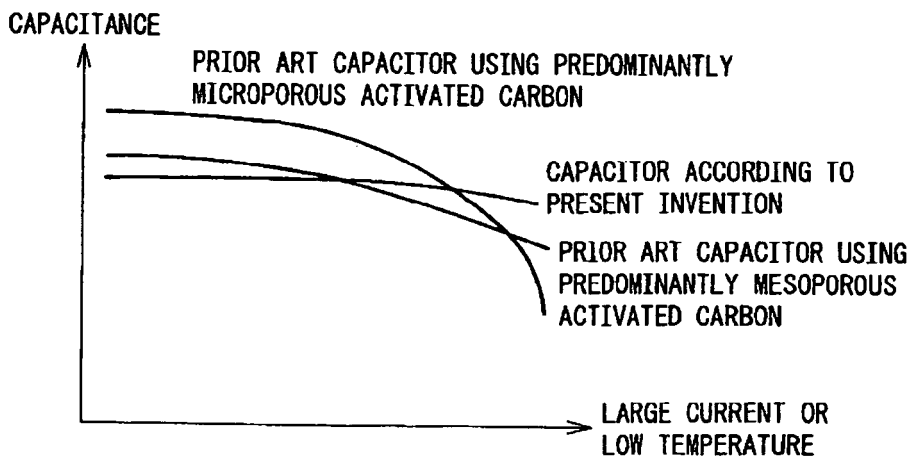 CAPACITANCE
PRIOR ART CAPACITOR USING PREDOMINANTLY
MICROPOROUS ACTIVATED CARBON
CAPACITOR ACCORDING TO
PRESENT INVENTION
PRIOR ART CAPACITOR USING
PREDOMINANTLY MESOPOROUS
ACTIVATED CARBON
LARGE CURRENT OR
LOW TEMPERATURE